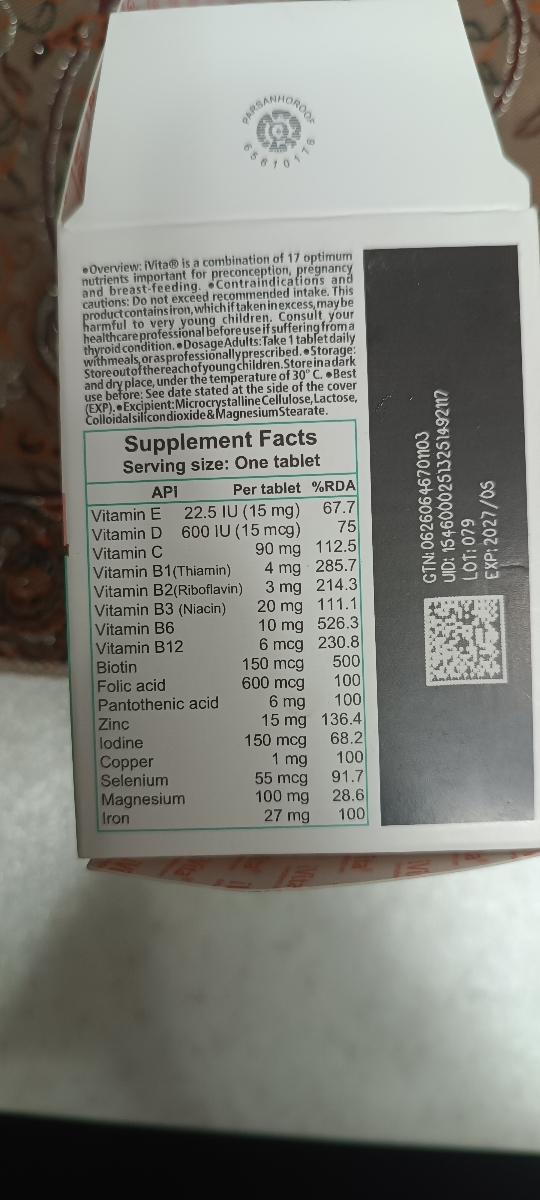 PARSANHOROOF
65610178
•Overview: iVita® is a combination of 17 optimum
nutrients important for preconception, pregnancy
and breast-feeding. •Contraindications and
cautions: Do not exceed recommended intake. This
product contains iron, which if taken in excess, may be
harmful to very young children. Consult your
healthcare professional before use if suffering from a
thyroid condition. •Dosage Adults: Take 1 tablet daily
with meals, or as professionally prescribed. •Storage:
Store out of the reach of young children. Store in a dark
and dry place, under the temperature of 30° C. •Best
use before: See date stated at the side of the cover
(EXP). •Excipient: Microcrystalline Cellulose, Lactose,
Colloidal silicon dioxide & Magnesium Stearate.
Supplement Facts
Serving size: One tablet
API Per tablet %RDA
Vitamin E 22.5 IU (15 mg) 67.7
Vitamin D 600 IU (15 mcg) 75
Vitamin C 90 mg 112.5
Vitamin B1(Thiamin) 4 mg 285.7
Vitamin B2(Riboflavin) 3 mg 214.3
Vitamin B3 (Niacin) 20 mg 111.1
Vitamin B6 10 mg 526.3
Vitamin B12 6 mcg 230.8
Biotin 150 mcg 500
Folic acid 600 mcg 100
Pantothenic acid 6 mg 100
Zinc 15 mg 136.4
Iodine 150 mcg 68.2
Copper 1 mg 100
Selenium 55 mcg 91.7
Magnesium 100 mg 28.6
Iron 27 mg 100
GTN: 06260646701103
LOT: 079
EXP: 2027/05